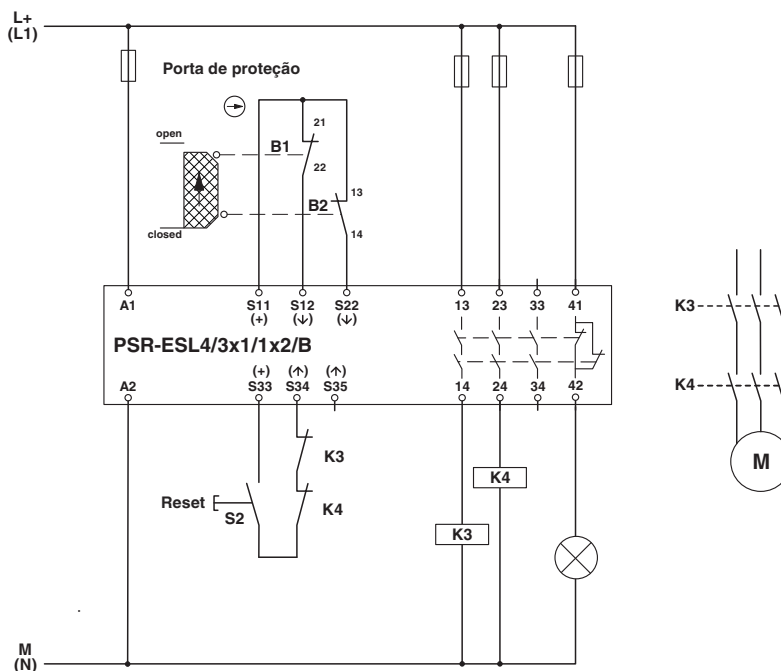 L+
(L1)
Porta de proteção
open
21
B1
22
13
B2
closed
14
A1
S11
S12
S22
13
23
33
41
(+)
(↓)
(↓)
K3
PSR-ESL4/3x1/1x2/B
(+)
(↑)
(↑)
A2
S33
S34
S35
14
24
34
42
K4
K3
M
K4
Reset
K4
S2
K3
M
(N)